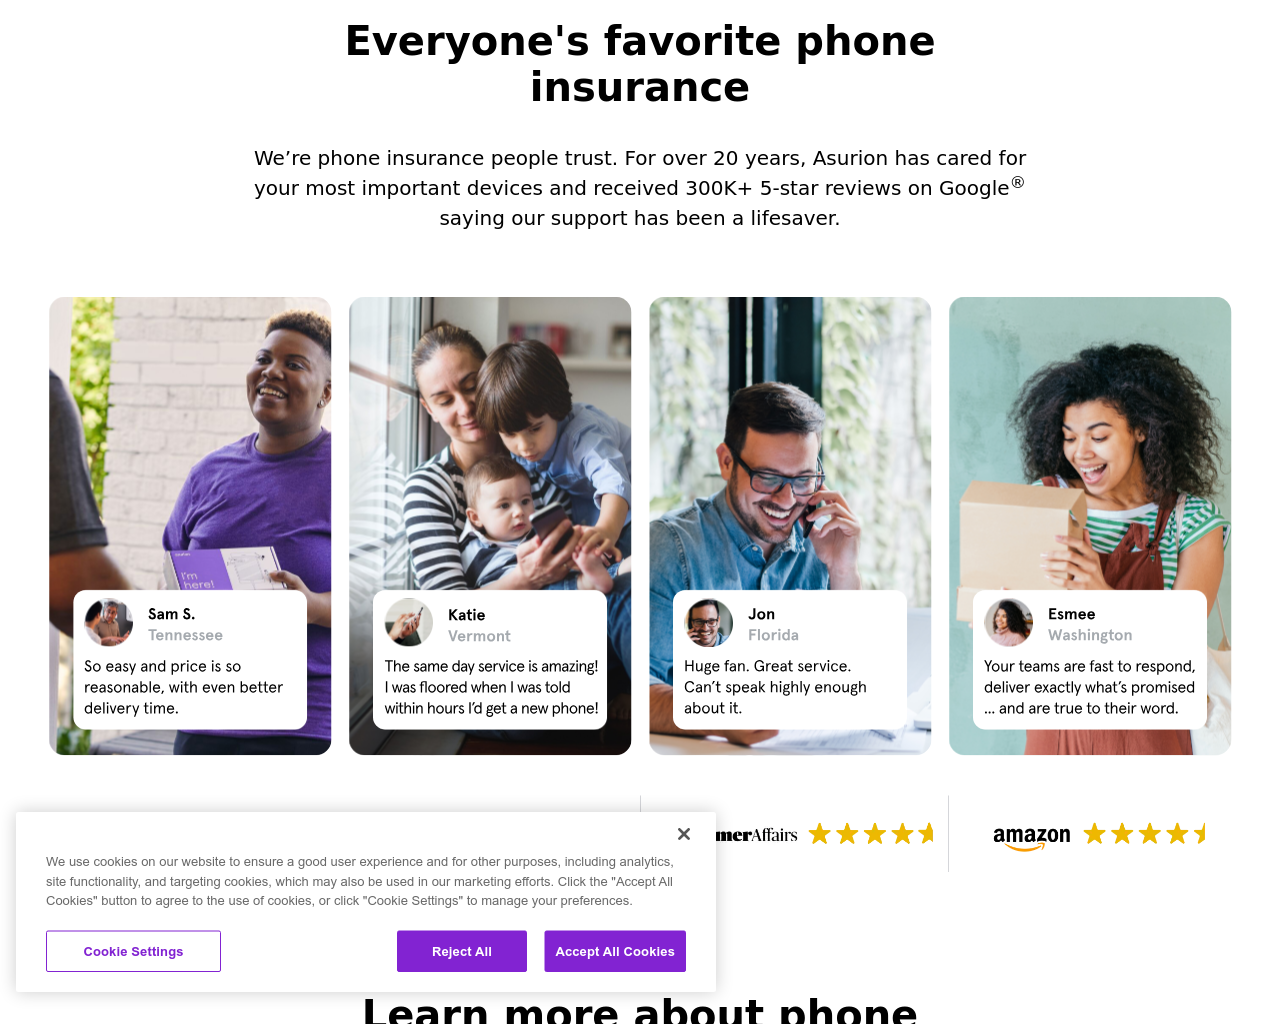 Everyone's favorite phone
insurance
We’re phone insurance people trust. For over 20 years, Asurion has cared for
your most important devices and received 300K+ 5-star reviews on Google®
saying our support has been a lifesaver.
I'm
here!
Sam S.
Tennessee
So easy and price is so
reasonable, with even better
delivery time.
Katie
Vermont
The same day service is amazing!
I was floored when I was told
within hours I’d get a new phone!
Jon
Florida
Huge fan. Great service.
Can’t speak highly enough
about it.
Esmee
Washington
Your teams are fast to respond,
deliver exactly what’s promised
... and are true to their word.
merAffairs
amazon
We use cookies on our website to ensure a good user experience and for other purposes, including analytics,
site functionality, and targeting cookies, which may also be used in our marketing efforts. Click the "Accept All
Cookies" button to agree to the use of cookies, or click "Cookie Settings" to manage your preferences.
Cookie Settings
Reject All
Accept All Cookies
Learn more about phone